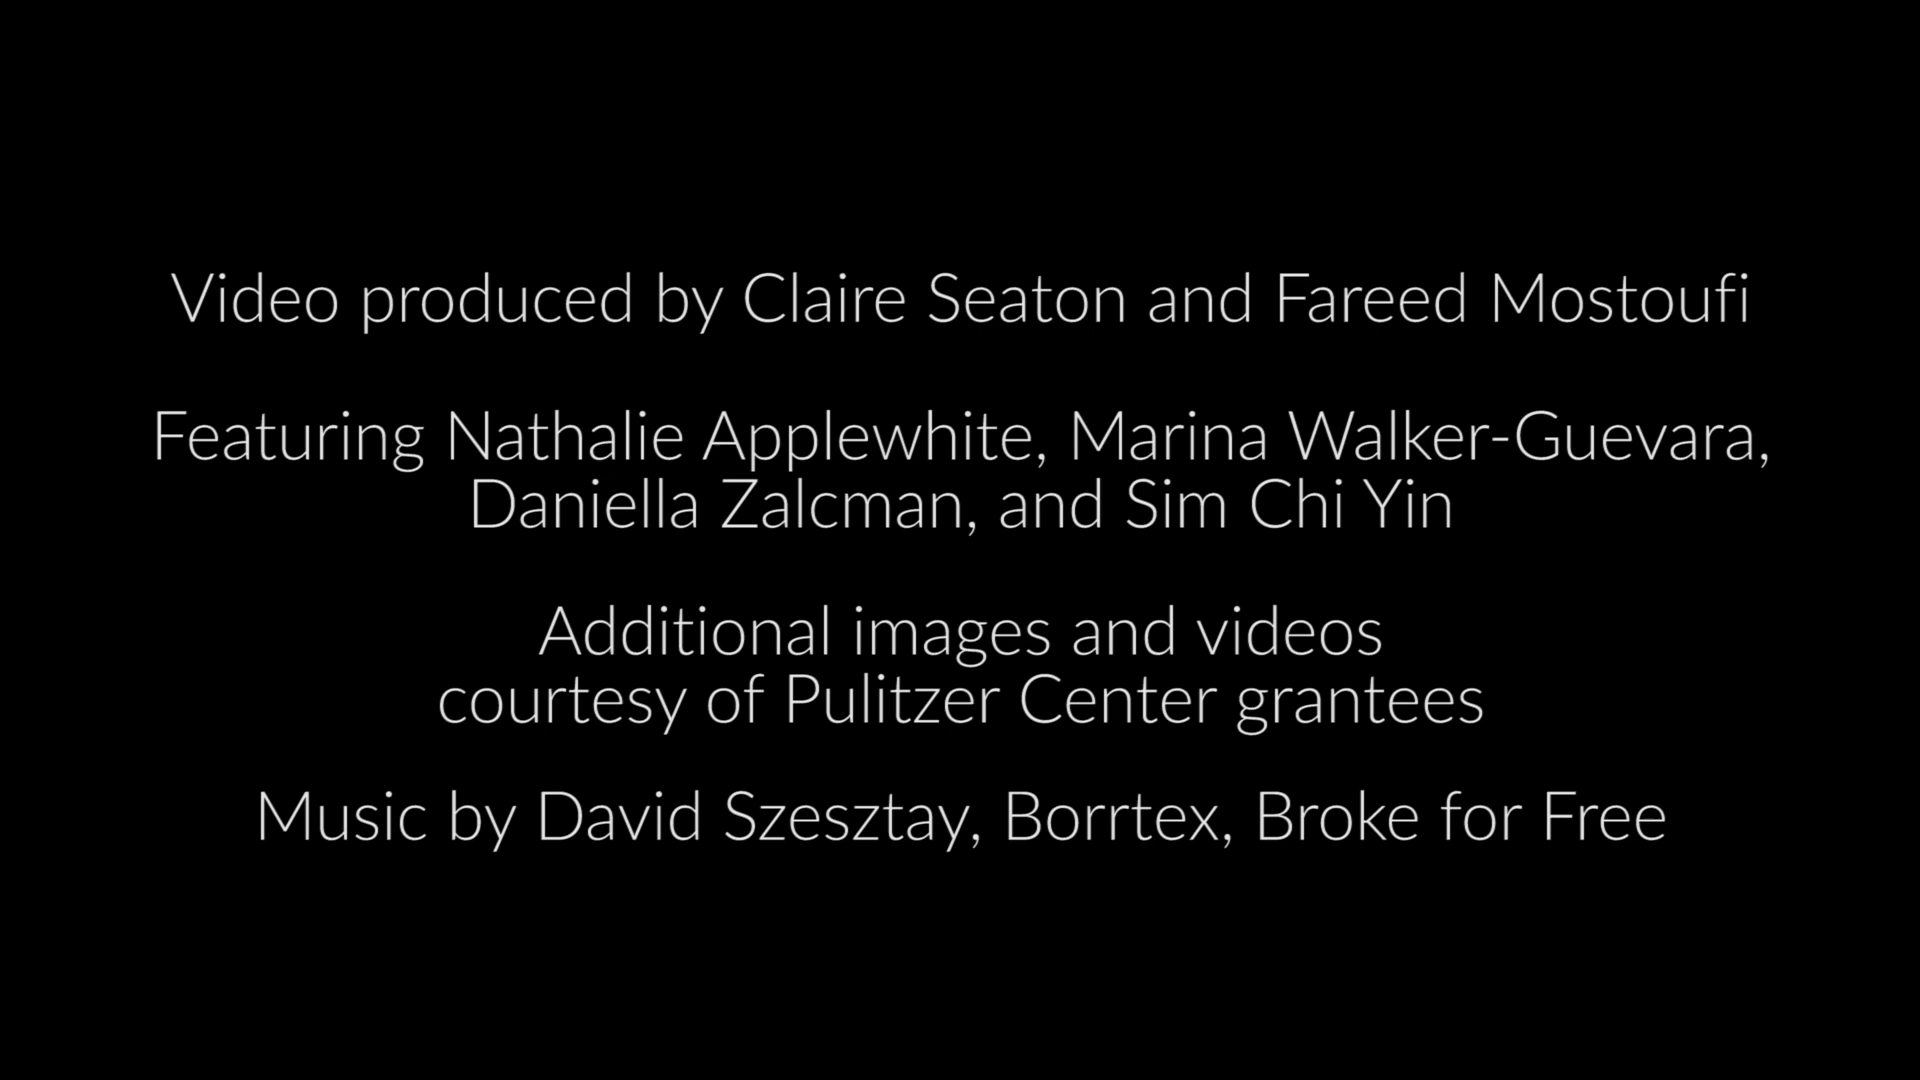 Video produced by Claire Seaton and Fareed Mostoufi
Featuring Nathalie Applewhite, Marina Walker-Guevara,
Daniella Zalcman, and Sim Chi Yin
Additional images and videos
courtesy of Pulitzer Center grantees
Music by David Szesztay, Borrtex, Broke for Free